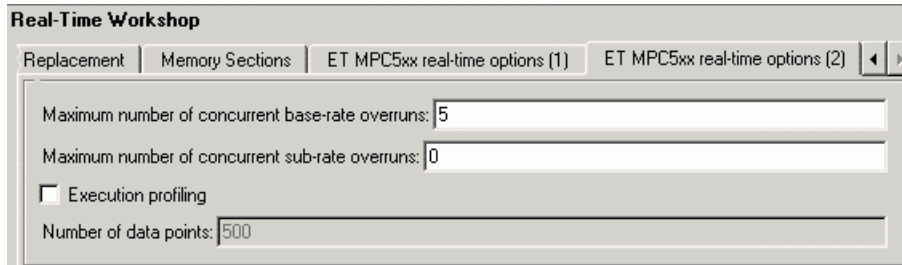 Real-Time Workshop
Replacement Memory Sections ET MPC5xx real-time options (1) ET MPC5xx real-time options (2)
Maximum number of concurrent base-rate overruns: 5
Maximum number of concurrent sub-rate overruns: 0
Execution profiling
Number of data points: 500